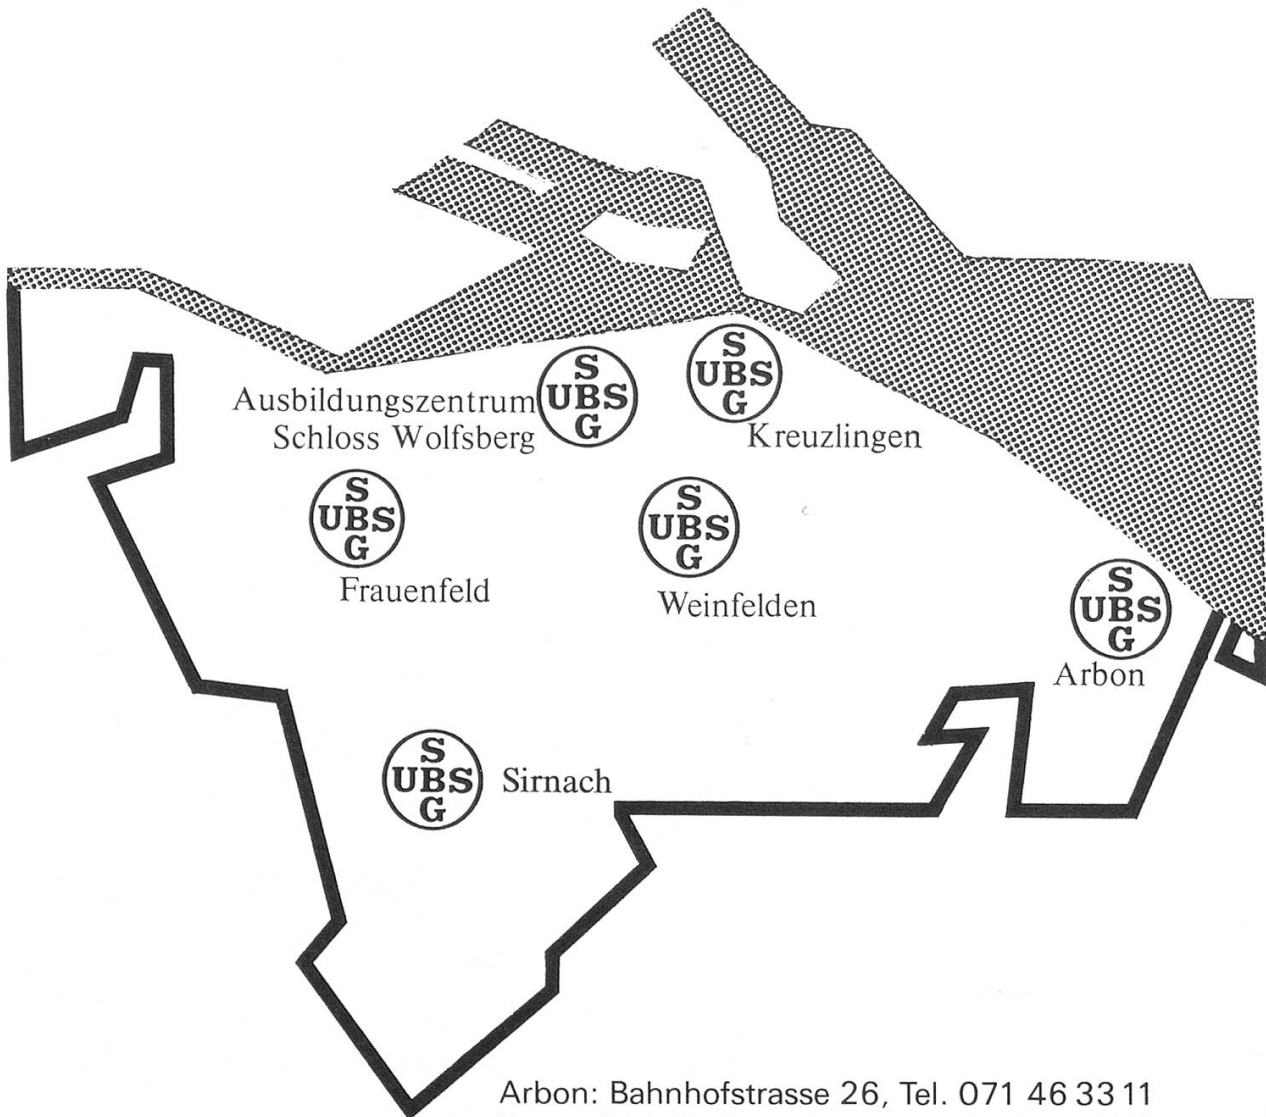 S
UBS
G
Kreuzlingen
S
UBS
G
Ausbildungszentrum
Schloss Wolfsberg
S
UBS
G
Frauenfeld
S
UBS
G
Weinfelden
S
UBS
G
Arbon
S
UBS
G
Sirnach
Arbon: Bahnhofstrasse 26, Tel. 071 46 33 11